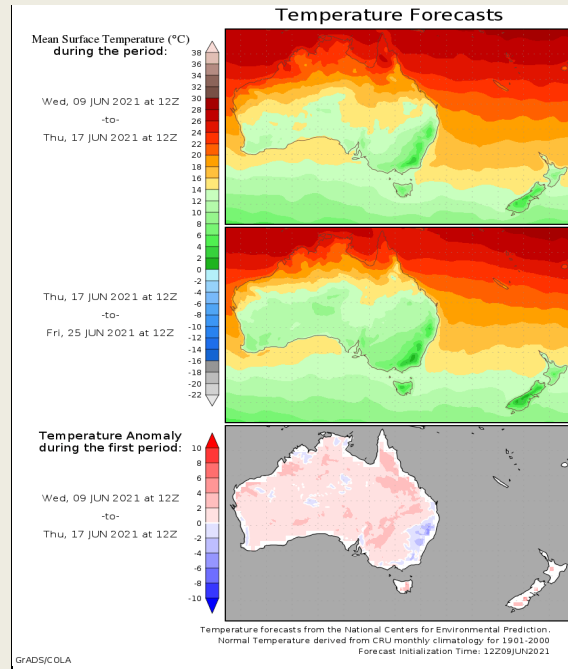 Temperature Forecasts
Mean Surface Temperature (°C)
during the period:
Wed, 09 JUN 2021 at 12Z
-to-
Thu, 17 JUN 2021 at 12Z
38
36
34
32
30
28
26
24
22
20
18
16
14
12
10
8
6
4
2
0
-2
-4
-6
-8
-10
-12
-14
-16
-18
-20
-22
Thu, 17 JUN 2021 at 12Z
-to-
Fri, 25 JUN 2021 at 12Z
Temperature Anomaly
during the first period:
Wed, 09 JUN 2021 at 12Z
-to-
Thu, 17 JUN 2021 at 12Z
10
8
6
4
2
-2
-4
-6
-8
-10
Temperature forecasts from the National Centers for Environmental Prediction.
Normal Temperature derived from CRU monthly climatology for 1901-2000
Forecast Initialization Time: 12Z09JUN2021
GrADS/COLA